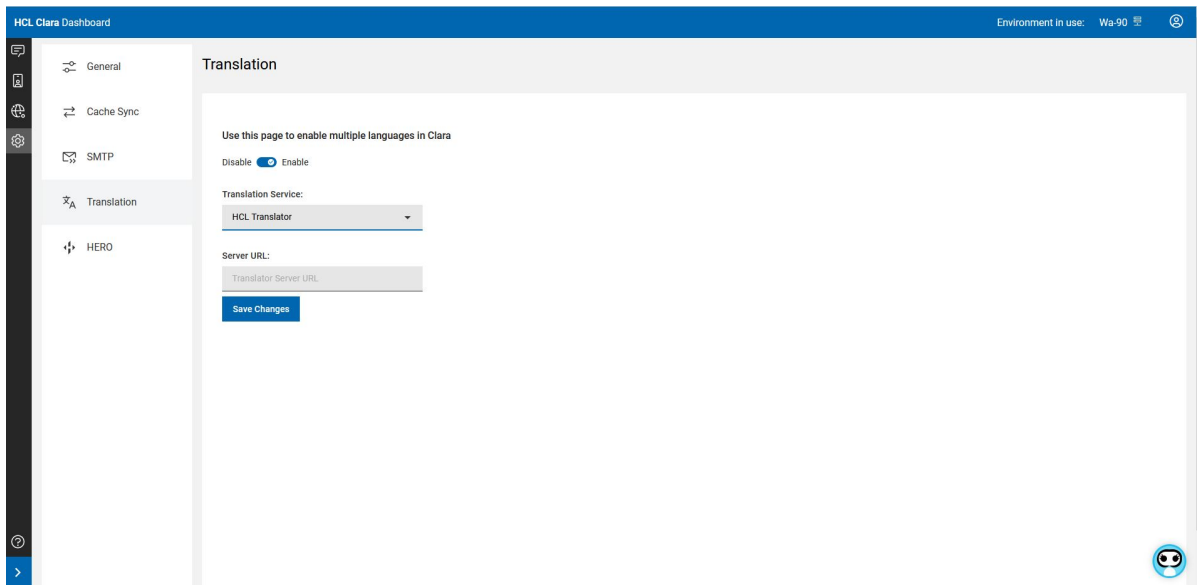 HCL Clara Dashboard
Environment in use: Wa-90
General
Cache Sync
SMTP
Translation
HERO
Translation
Use this page to enable multiple languages in Clara
Disable Enable
Translation Service:
HCL Translator
Server URL:
Translator Server URL
Save Changes